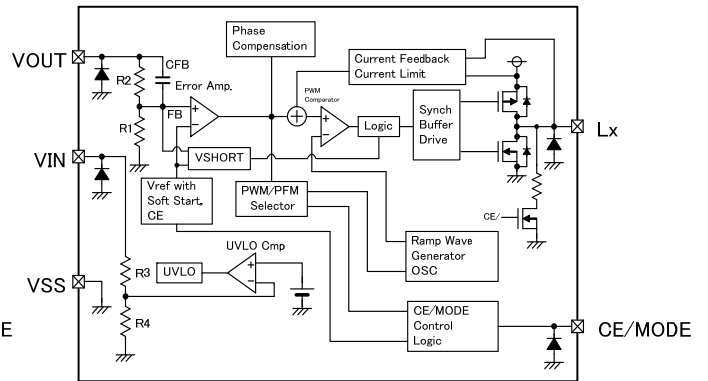 Phase
Compensation
VOUT
CFB
R2
Error Amp.
Current Feedback
Current Limit
PWM
Comparator
FB
R1
Logic
Synch
Buffer
Drive
Lx
VIN
VSHORT
Vref with
Soft Start,
CE
PWM/PFM
Selector
CE/
UVLO Cmp
Ramp Wave
Generator
OSC
R3
UVLO
VSS
R4
CE/MODE
Control
Logic
CE/MODE
E